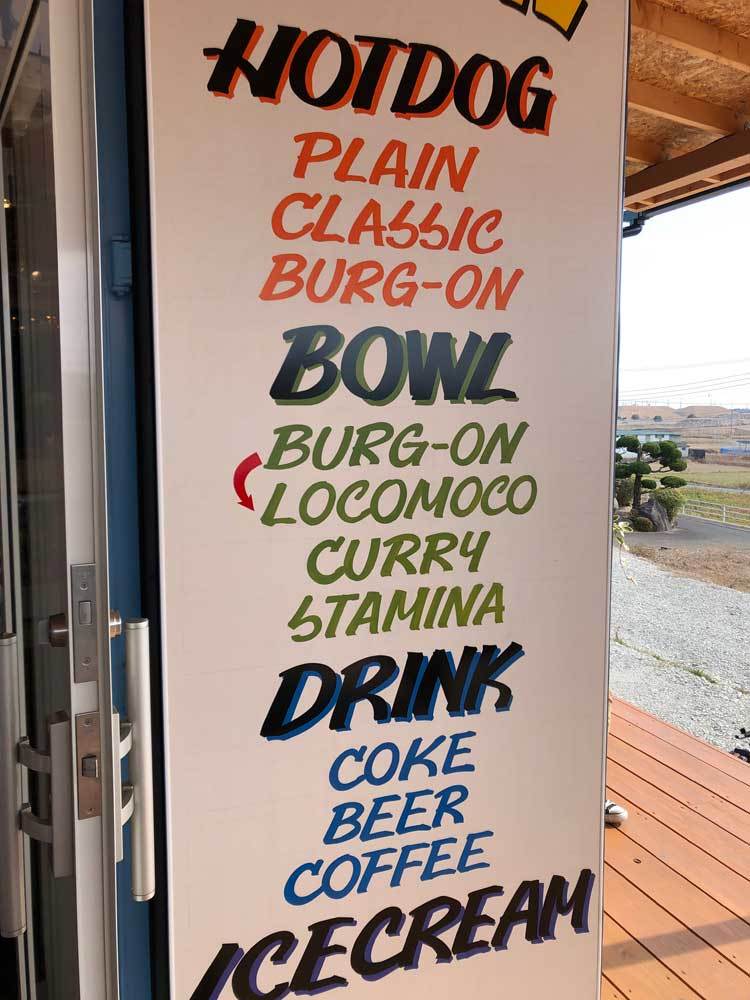 HOTDOG
PLAIN
CLASSIC
BURG-ON
BOWL
BURG-ON
LOCOMOCO
CURRY
STAMINA
DRINK
COKE
BEER
COFFEE
ICECREAM